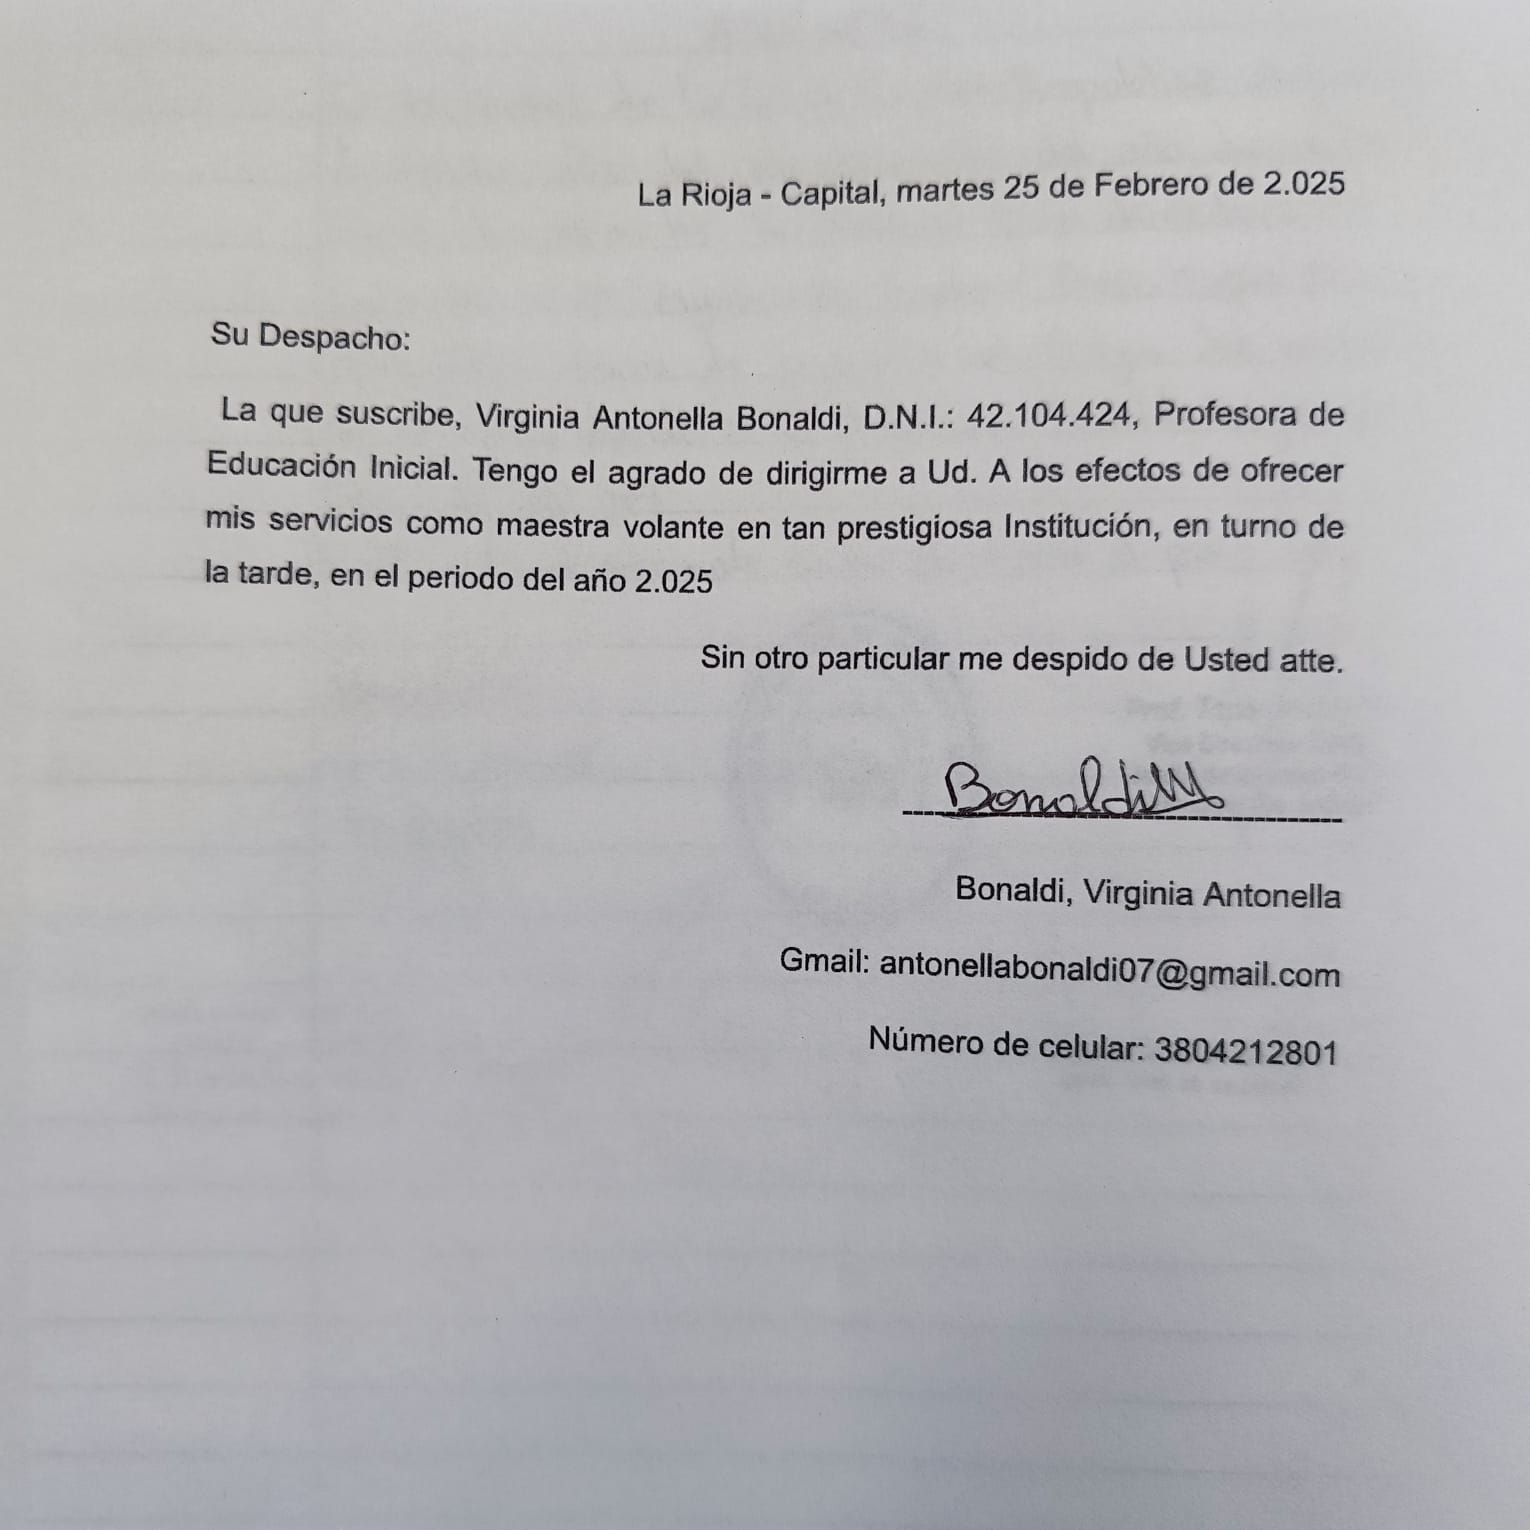 La Rioja - Capital, martes 25 de Febrero de 2.025
Su Despacho:
La que suscribe, Virginia Antonella Bonaldi, D.N.I.: 42.104.424, Profesora de
Educación Inicial. Tengo el agrado de dirigirme a Ud. A los efectos de ofrecer
mis servicios como maestra volante en tan prestigiosa Institución, en turno de
la tarde, en el periodo del año 2.025
Sin otro particular me despido de Usted atte.
Bonaldi
Bonaldi, Virginia Antonella
Gmail: antonellabonaldi07@gmail.com
Número de celular: 3804212801